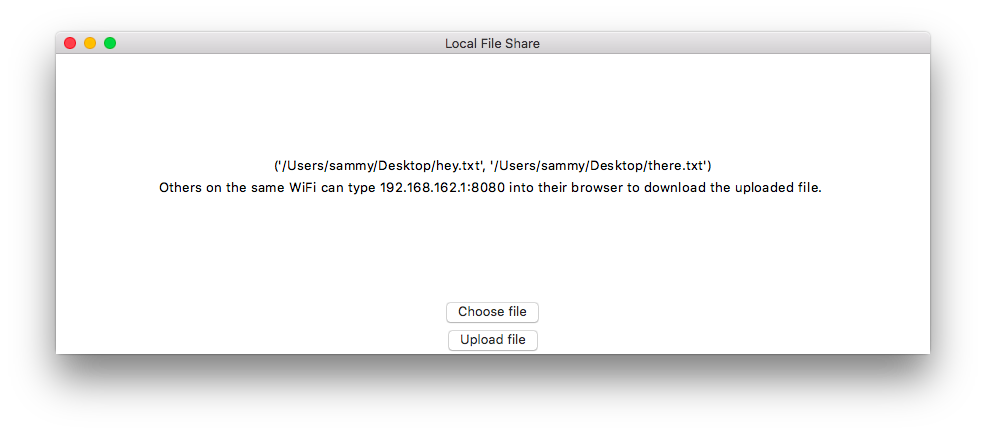 Local File Share
('/Users/sammy/Desktop/hey.txt', '/Users/sammy/Desktop/there.txt')
Others on the same WiFi can type 192.168.162.1:8080 into their browser to download the uploaded file.
Choose file
Upload file